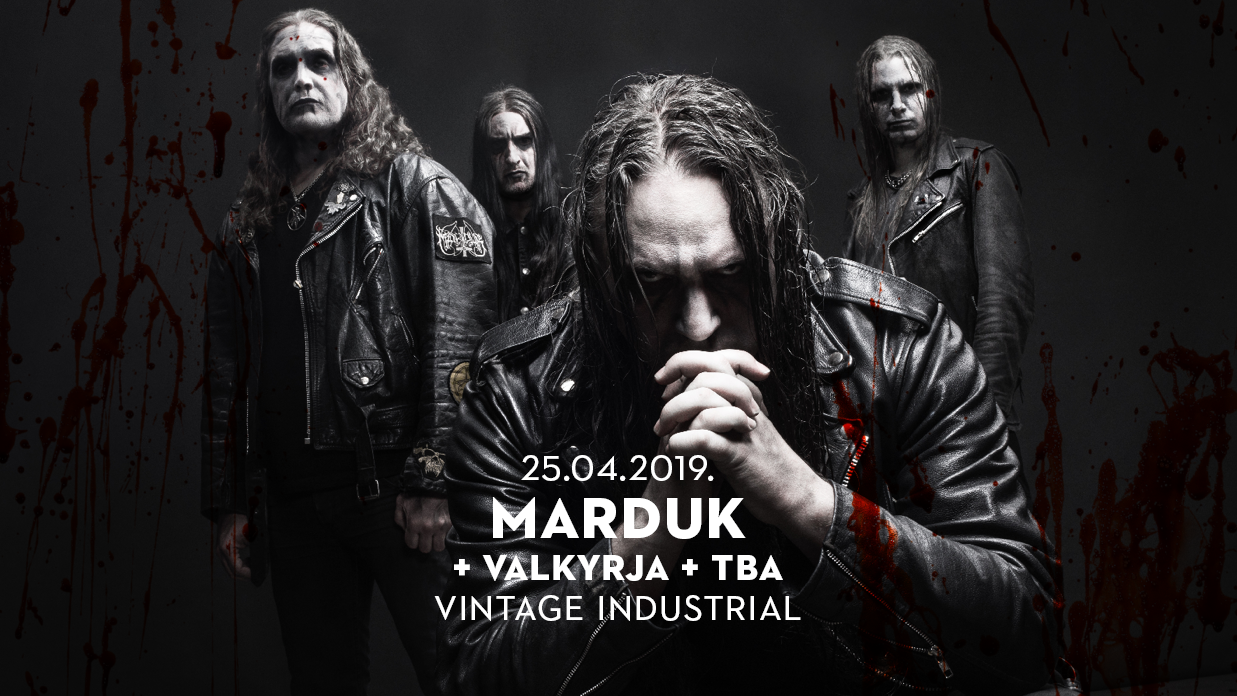 25.04.2019.
MARDUK
+ VALKYRJA + TBA
VINTAGE INDUSTRIAL